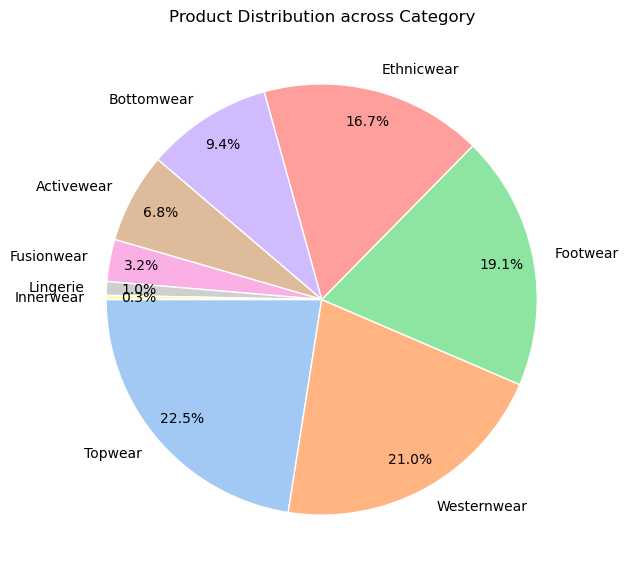 Product Distribution across Category
Ethnicwear
16.7%
Bottomwear
9.4%
Activewear
6.8%
Footwear
19.1%
Fusionwear
3.2%
Lingerie
1.0%
Innerwear
0.3%
22.5%
Topwear
21.0%
Westernwear